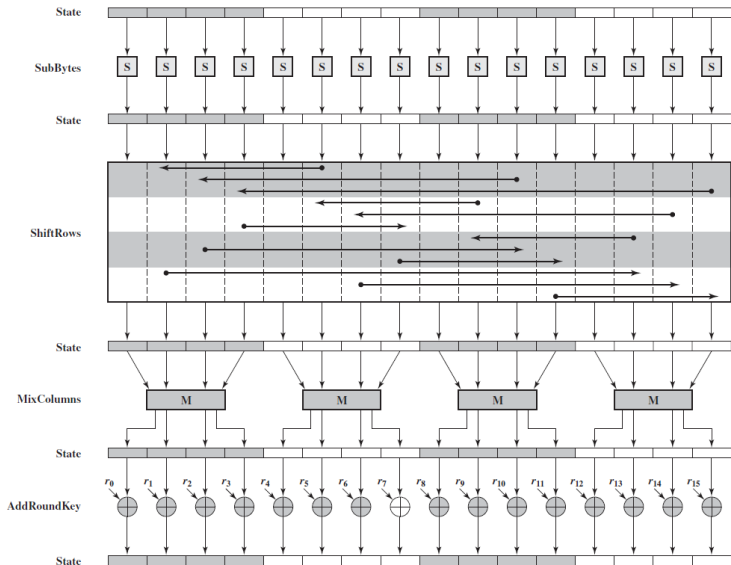 State
SubBytes S S S S S S S S S S S S S S S S
State
ShiftRows
State
MixColumns M M M M
State
r0 r1 r2 r3 r4 r5 r6 r7 r8 r9 r10 r11 r12 r13 r14 r15
AddRoundKey
State